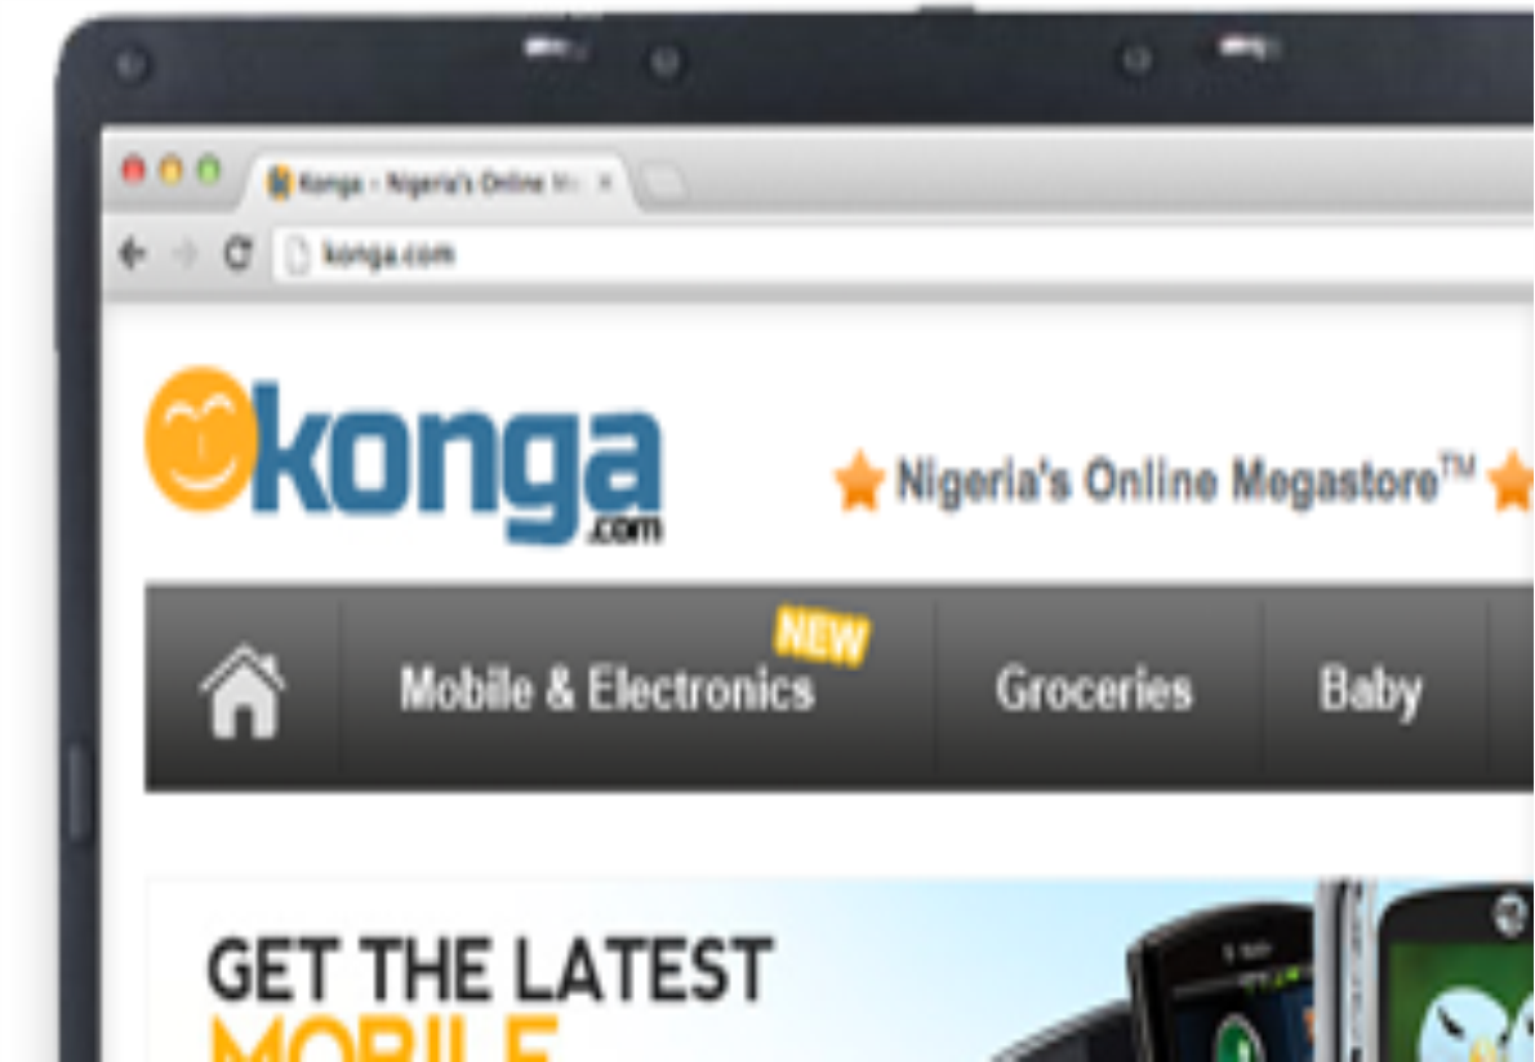 Konga - Nigeria's Online
konga.com
konga
.com
Nigeria's Online Megastore™
NEW
Mobile & Electronics
Groceries
Baby
GET THE LATEST
MOBILE